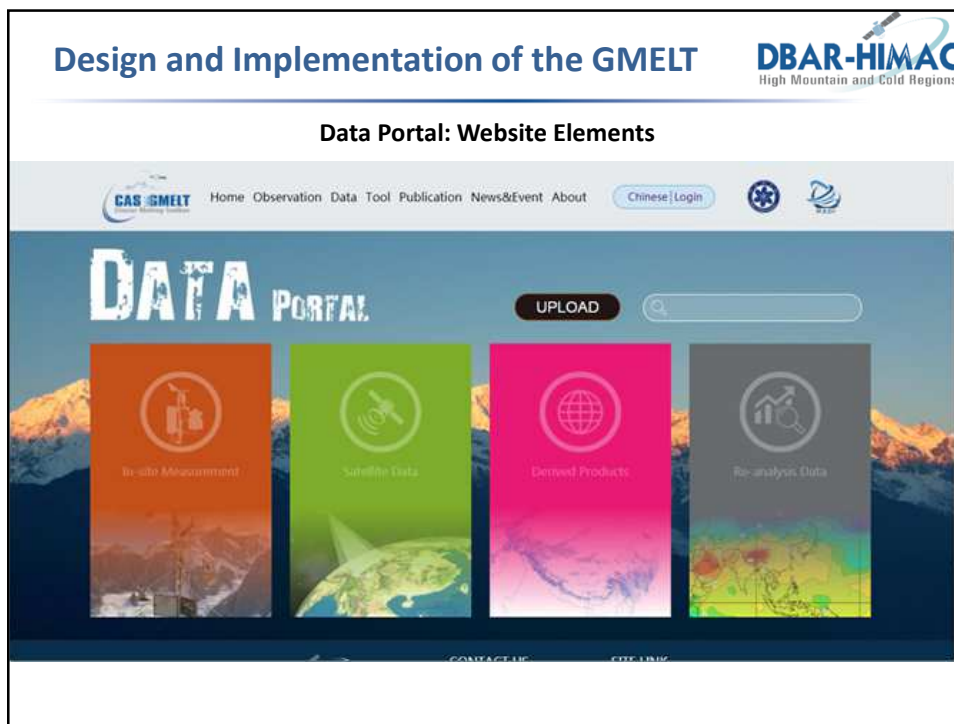 Design and Implementation of the GMELT
DBAR-HIMAC
High Mountain and Cold Regions
Data Portal: Website Elements
CAS GMELT
Home Observation Data Tool Publication News&Event About
Chinese|Login
DATA PORTAL
UPLOAD
In-site Measurement
Satellite Data
Derived Products
Re-analysis Data
CONTACT US
SITE LINK